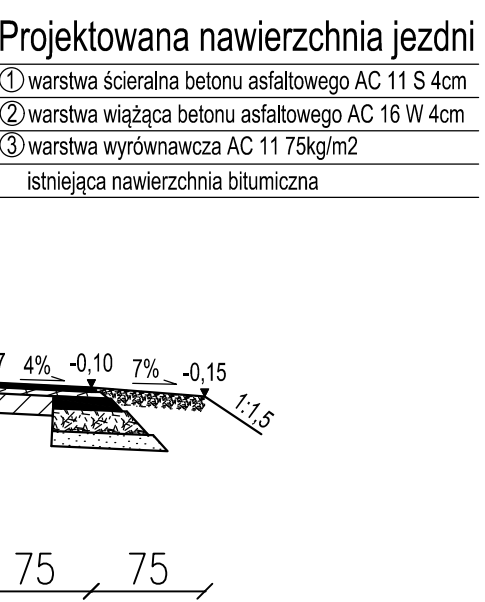 Projektowana nawierzchnia jezdni
1 warstwa ścieralna betonu asfaltowego AC 11 S 4cm
2 warstwa wiążąca betonu asfaltowego AC 16 W 4cm
3 warstwa wyrównawcza AC 11 75kg/m2
istniejąca nawierzchnia bitumiczna
7 4% -0,10 7% -0,15
1:1,5
75 75